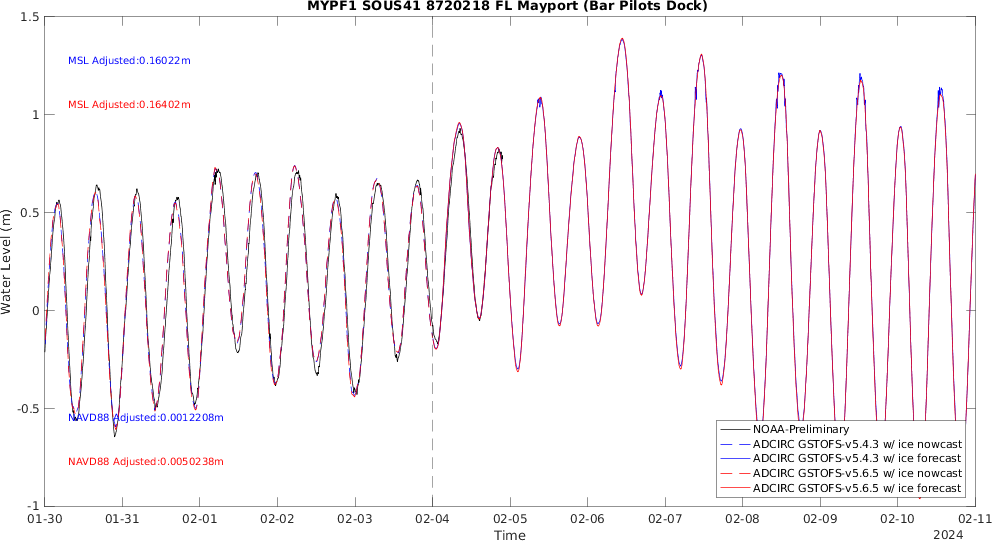 MYPF1 SOUS41 8720218 FL Mayport (Bar Pilots Dock)
1.5
1
0.5
0
-0.5
-1
Water Level (m)
MSL Adjusted:0.16022m
MSL Adjusted:0.16402m
NAVD88 Adjusted:0.0012208m
NAVD88 Adjusted:0.0050238m
NOAA-Preliminary
ADCIRC GSTOFS-v5.4.3 w/ ice nowcast
ADCIRC GSTOFS-v5.4.3 w/ ice forecast
ADCIRC GSTOFS-v5.6.5 w/ ice nowcast
ADCIRC GSTOFS-v5.6.5 w/ ice forecast
01-30 01-31 02-01 02-02 02-03 02-04 02-05 02-06 02-07 02-08 02-09 02-10 02-11
Time
2024